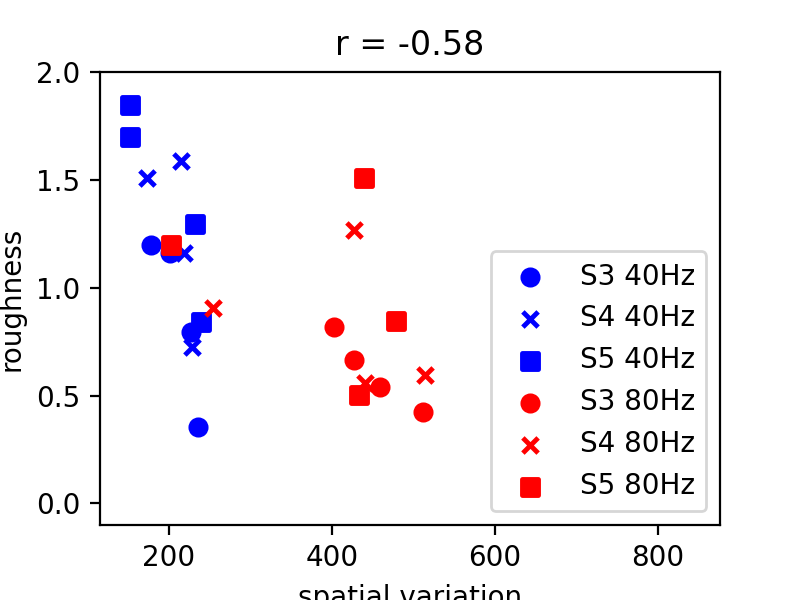 r = -0.58
2.0
1.5
1.0
0.5
0.0
roughness
S3 40Hz
S4 40Hz
S5 40Hz
S3 80Hz
S4 80Hz
S5 80Hz
200 400 600 800
spatial variation